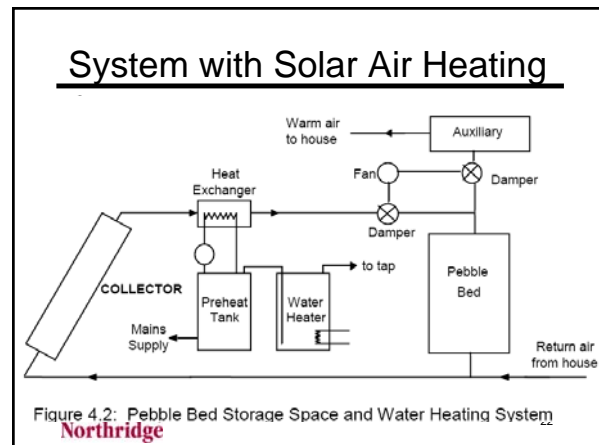 System with Solar Air Heating
Warm air
to house
Auxiliary
Heat
Exchanger
Fan
Damper
Damper
to tap
COLLECTOR
Preheat
Tank
Water
Heater
Pebble
Bed
Mains
Supply
Return air
from house
Figure 4.2: Pebble Bed Storage Space and Water Heating System
Northridge
22